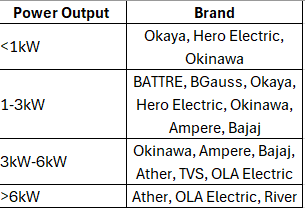 Power Output Brand
<1kW Okaya, Hero Electric,
Okinawa
1-3kW BATTRE, BGauss, Okaya,
Hero Electric, Okinawa,
Ampere, Bajaj
3kW-6kW Okinawa, Ampere, Bajaj,
Ather, TVS, OLA Electric
>6kW Ather, OLA Electric, River